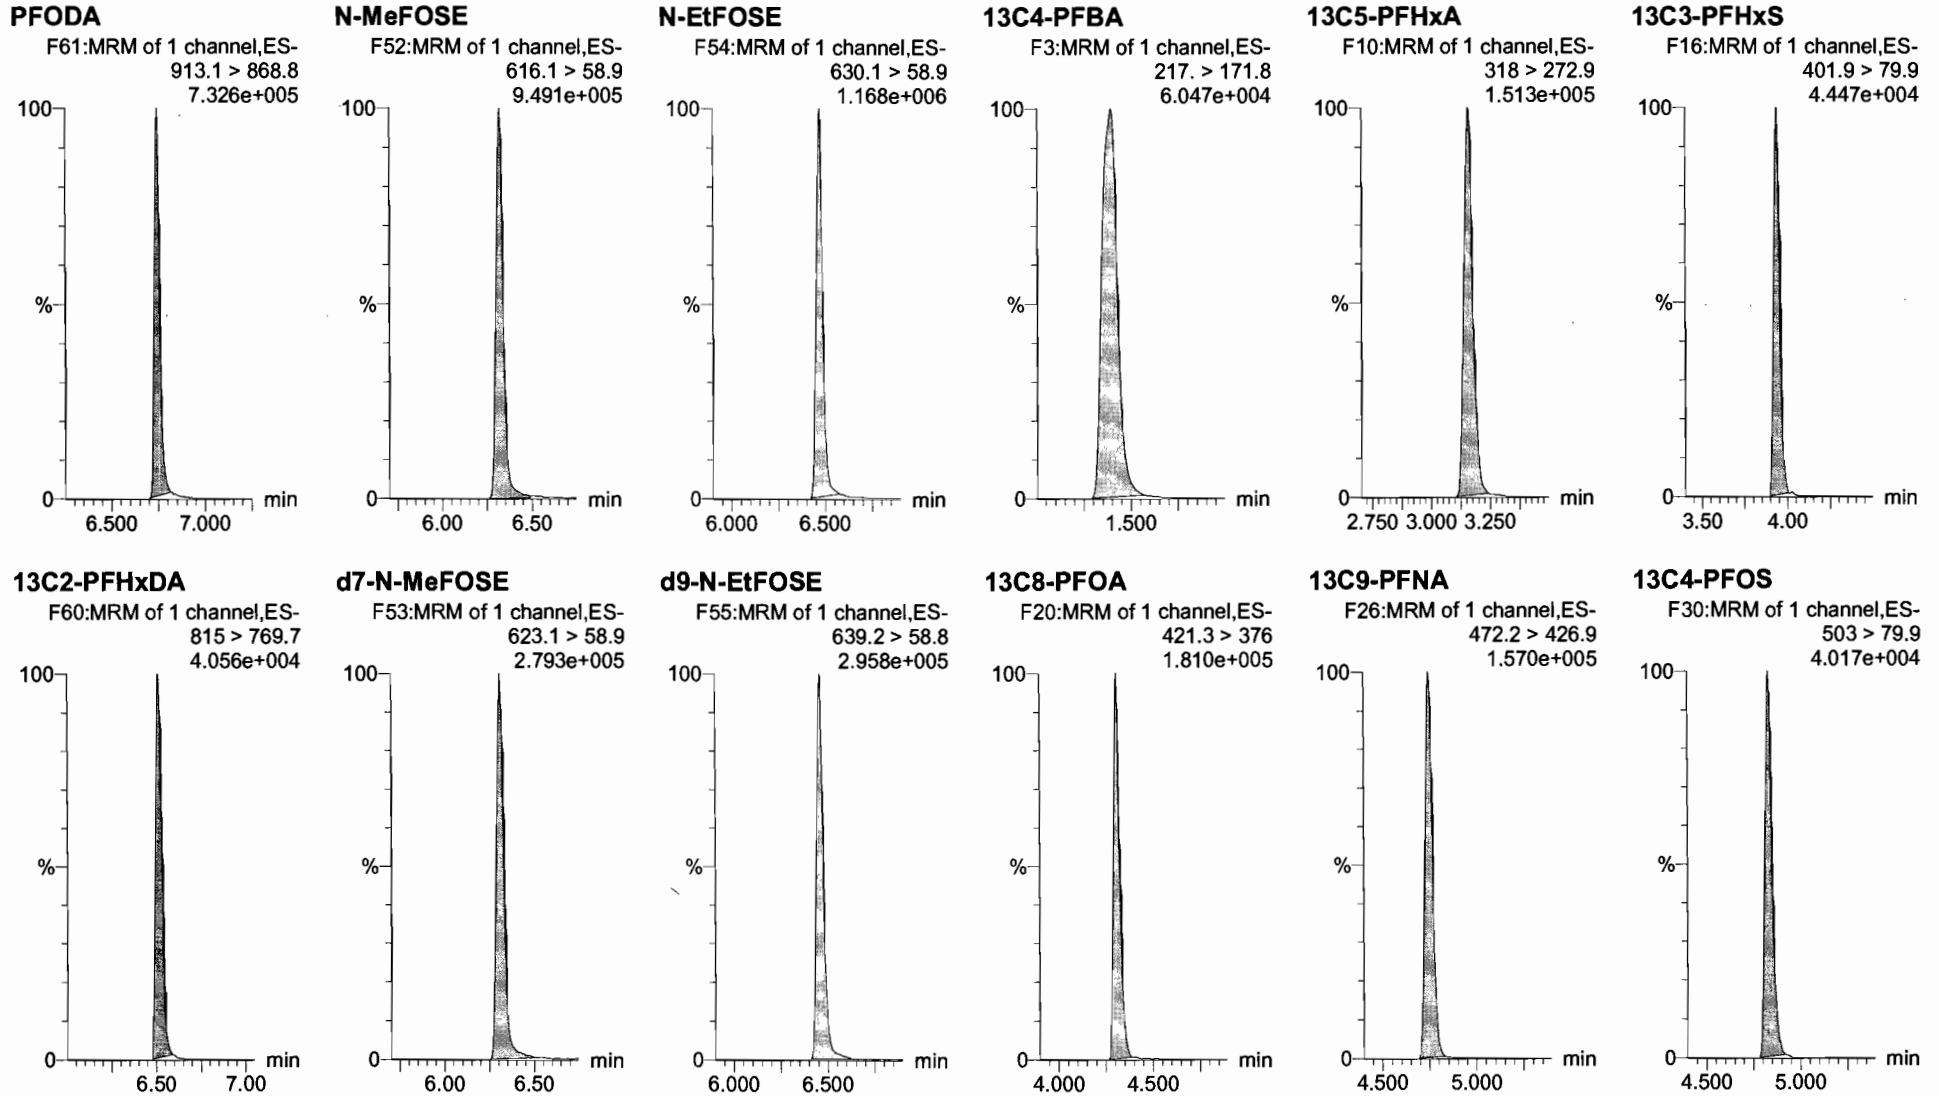 PFODA
F61:MRM of 1 channel,ES-
913.1 > 868.8
7.326e+005
100
%
0
min
6.500 7.000
N-MeFOSE
F52:MRM of 1 channel,ES-
616.1 > 58.9
9.491e+005
100
%
0
min
6.00 6.50
N-EtFOSE
F54:MRM of 1 channel,ES-
630.1 > 58.9
1.168e+006
100
%
0
min
6.000 6.500
13C4-PFBA
F3:MRM of 1 channel,ES-
217. > 171.8
6.047e+004
100
%
0
min
1.500
13C5-PFHxA
F10:MRM of 1 channel,ES-
318 > 272.9
1.513e+005
100
%
0
min
2.750 3.000 3.250
13C3-PFHxS
F16:MRM of 1 channel,ES-
401.9 > 79.9
4.447e+004
100
%
0
min
3.50 4.00
13C2-PFHxDA
F60:MRM of 1 channel,ES-
815 > 769.7
4.056e+004
100
%
0
min
6.50 7.00
d7-N-MeFOSE
F53:MRM of 1 channel,ES-
623.1 > 58.9
2.793e+005
100
%
0
min
6.00 6.50
d9-N-EtFOSE
F55:MRM of 1 channel,ES-
639.2 > 58.8
2.958e+005
100
%
0
min
6.000 6.500
13C8-PFOA
F20:MRM of 1 channel,ES-
421.3 > 376
1.810e+005
100
%
0
min
4.000 4.500
13C9-PFNA
F26:MRM of 1 channel,ES-
472.2 > 426.9
1.570e+005
100
%
0
min
4.500 5.000
13C4-PFOS
F30:MRM of 1 channel,ES-
503 > 79.9
4.017e+004
100
%
0
min
4.500 5.000